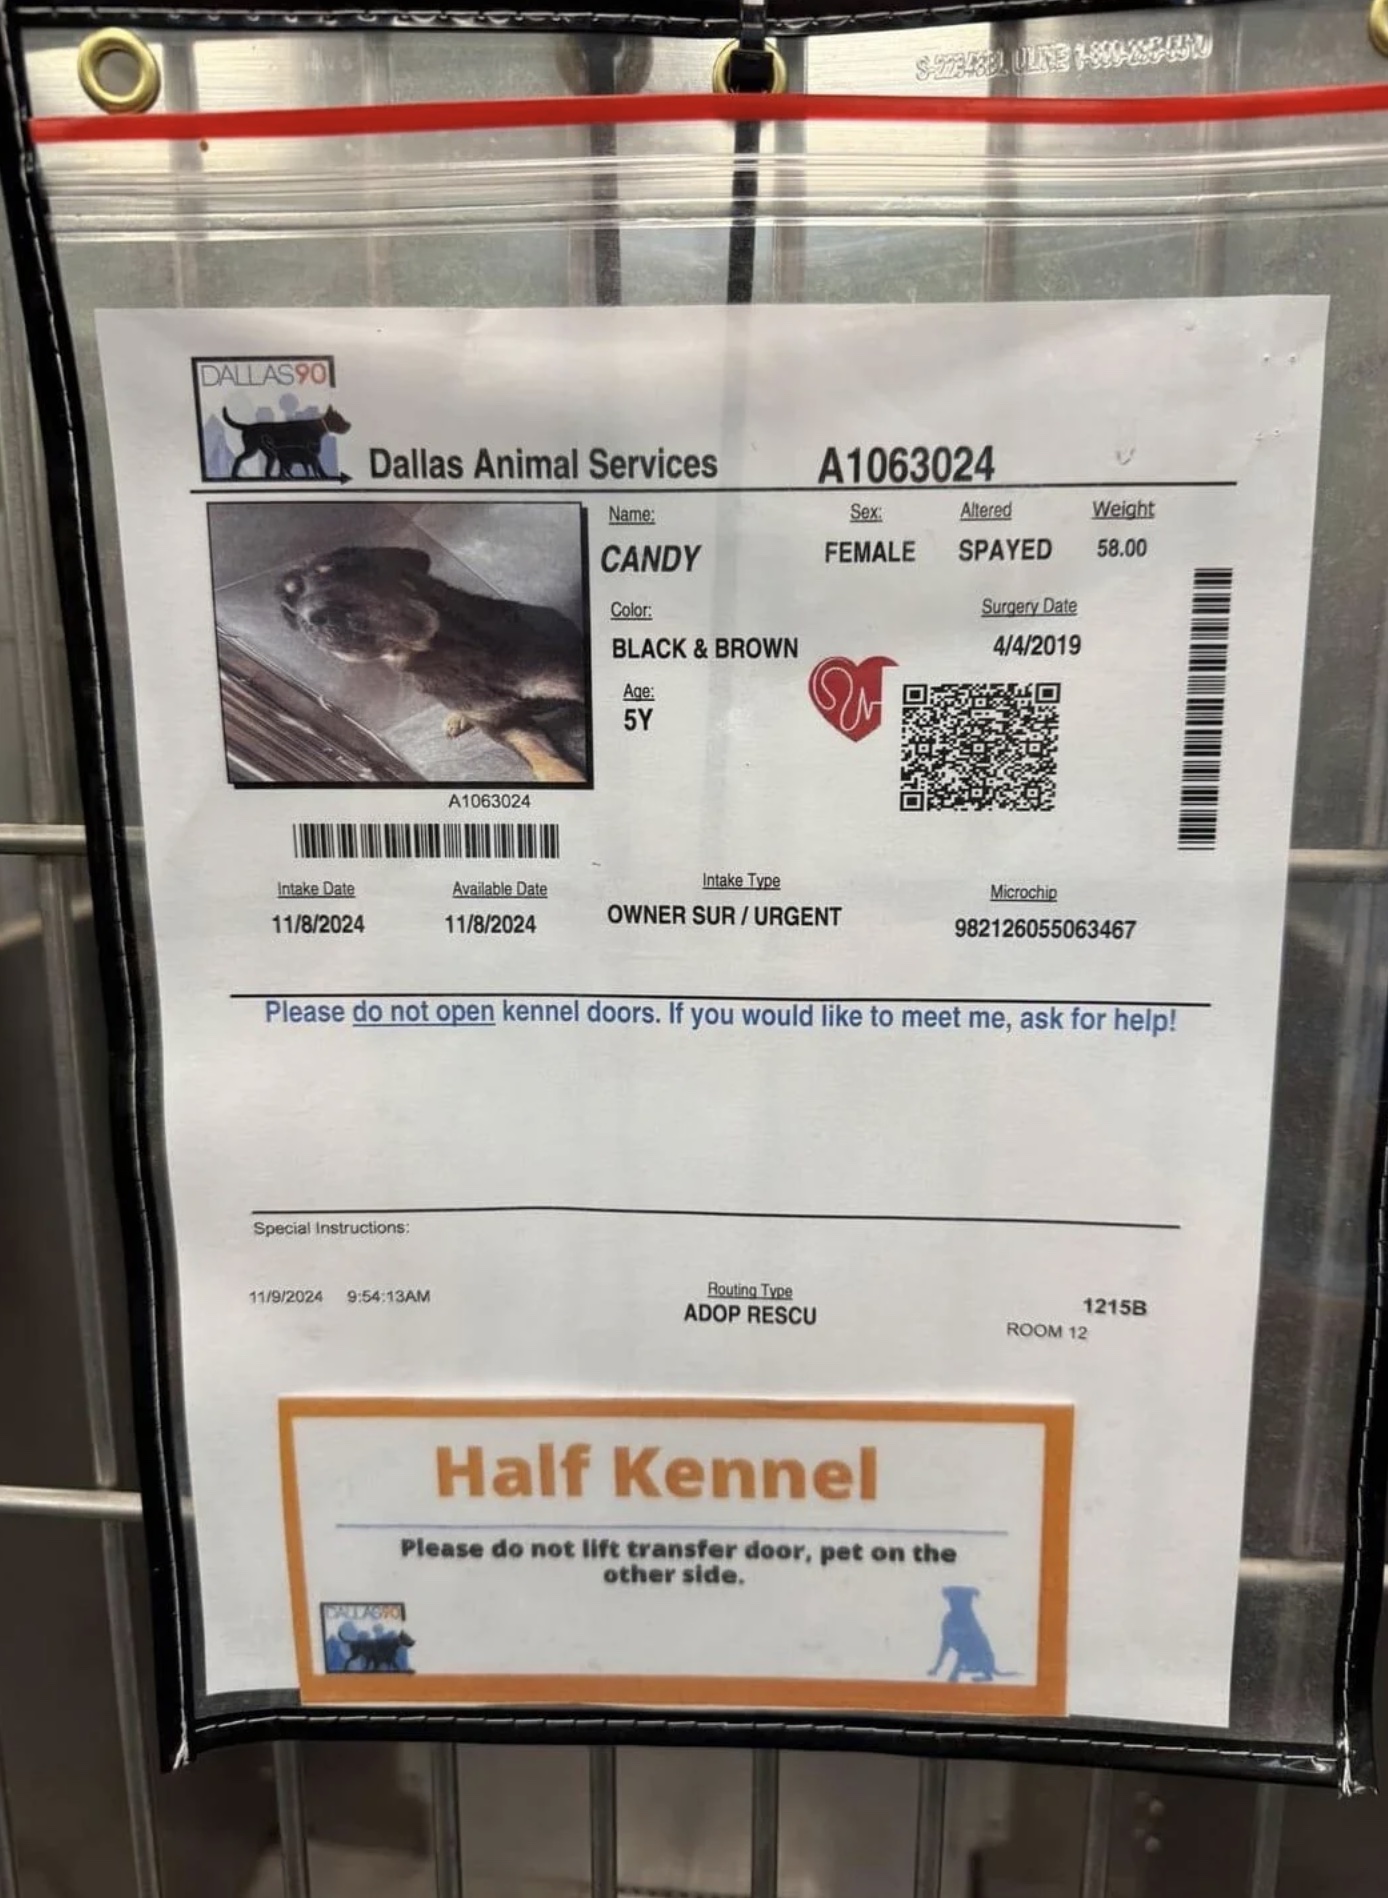 DALLAS90
Dallas Animal Services A1063024
Name: Sex: Altered Weight
CANDY FEMALE SPAYED 58.00
Color: Surgery Date
BLACK & BROWN 4/4/2019
Age:
5Y
A1063024
Intake Date Available Date Intake Type Microchip
11/8/2024 11/8/2024 OWNER SUR / URGENT 982126055063467
Please do not open kennel doors. If you would like to meet me, ask for help!
Special Instructions:
11/9/2024 9:54:13AM Routing Type 1215B
ADOP RESCU ROOM 12
Half Kennel
Please do not lift transfer door, pet on the
other side.
DALLAS90